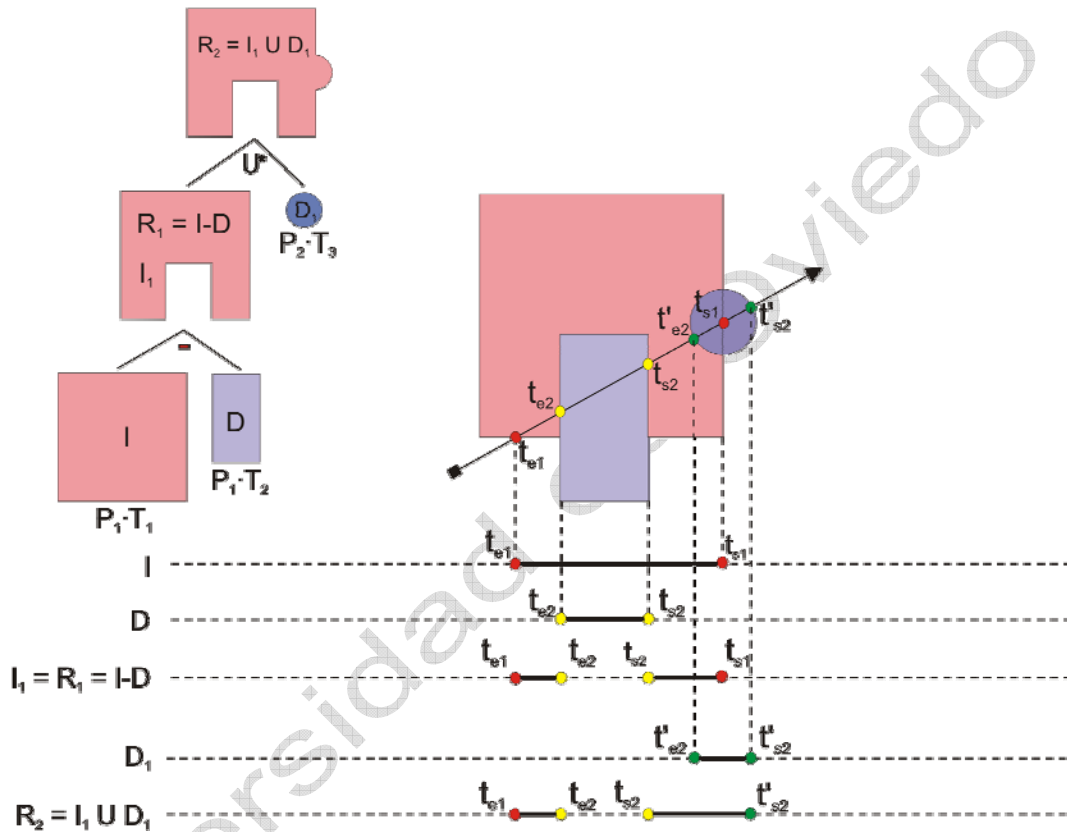 R₂ = I₁ U D₁
U*
R₁ = I-D
I₁
D₁
P₂-T₃
-
I
D
P₁-T₁
P₁-T₂
t'e2
ts1
t's2
te2
ts2
te1
I
te1
ts1
D
te2
ts2
I₁ = R₁ = I-D
te1
te2
ts2
ts1
D₁
t'e2
t's2
R₂ = I₁ U D₁
te1
te2
ts2
t's2
ersidad
oviedo